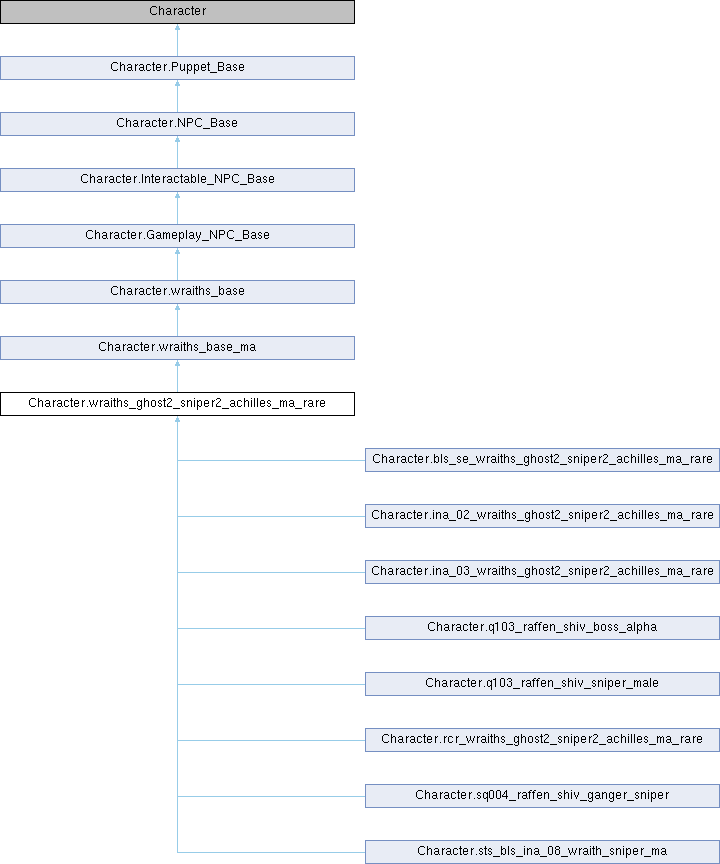 Character
Character.Puppet_Base
Character.NPC_Base
Character.Interactable_NPC_Base
Character.Gameplay_NPC_Base
Character.wraiths_base
Character.wraiths_base_ma
Character.wraiths_ghost2_sniper2_achilles_ma_rare
Character.bls_se_wraiths_ghost2_sniper2_achilles_ma_rare
Character.ina_02_wraiths_ghost2_sniper2_achilles_ma_rare
Character.ina_03_wraiths_ghost2_sniper2_achilles_ma_rare
Character.q103_raffen_shiv_boss_alpha
Character.q103_raffen_shiv_sniper_male
Character.rcr_wraiths_ghost2_sniper2_achilles_ma_rare
Character.sq004_raffen_shiv_ganger_sniper
Character.sts_bls_ina_08_wraith_sniper_ma